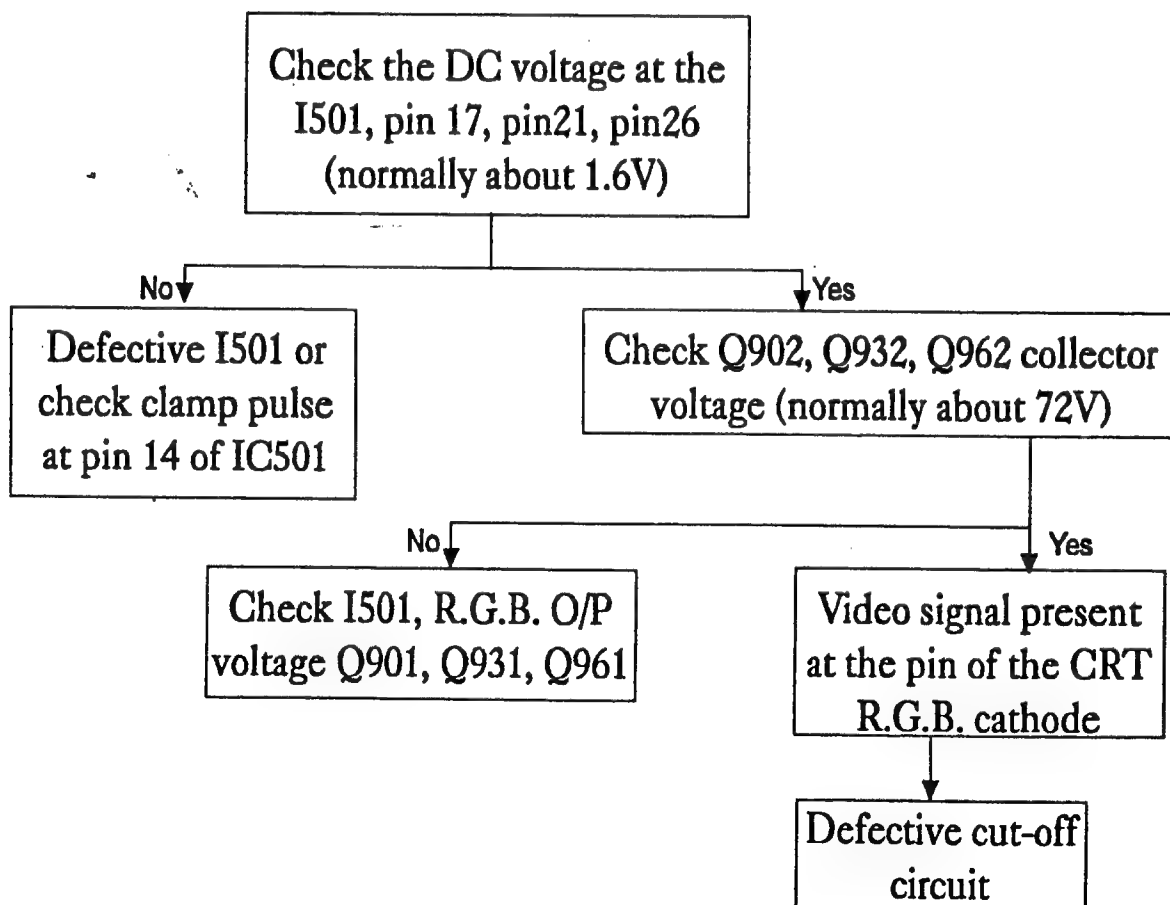 Check the DC voltage at the
I501, pin 17, pin21, pin26
(normally about 1.6V)
No
Yes
Defective I501 or
check clamp pulse
at pin 14 of IC501
Check Q902, Q932, Q962 collector
voltage (normally about 72V)
No
Yes
Check I501, R.G.B. O/P
voltage Q901, Q931, Q961
Video signal present
at the pin of the CRT
R.G.B. cathode
Defective cut-off
circuit